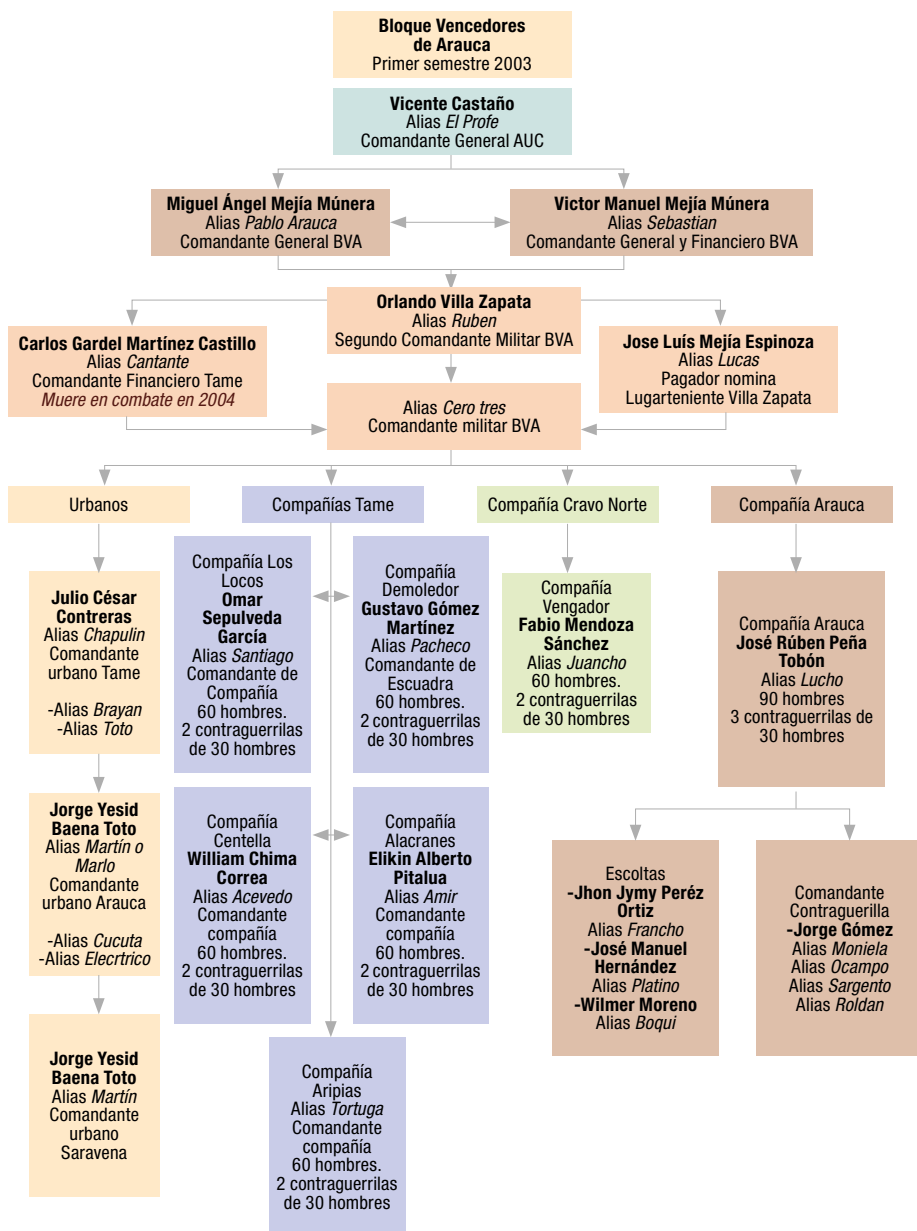 Bloque Vencedores
de Arauca
Primer semestre 2003
Vicente Castaño
Alias El Profe
Comandante General AUC
Miguel Ángel Mejía Múnera
Alias Pablo Arauca
Comandante General BVA
Victor Manuel Mejía Múnera
Alias Sebastian
Comandante General y Financiero BVA
Orlando Villa Zapata
Alias Ruben
Segundo Comandante Militar BVA
Carlos Gardel Martínez Castillo
Alias Cantante
Comandante Financiero Tame
Muere en combate en 2004
Jose Luís Mejía Espinoza
Alias Lucas
Pagador nomina
Lugarteniente Villa Zapata
Alias Cero tres
Comandante militar BVA
Urbanos
Compañías Tame
Compañía Cravo Norte
Compañía Arauca
Julio César
Contreras
Alias Chapulin
Comandante
urbano Tame
-Alias Brayan
-Alias Toto
Jorge Yesid
Baena Toto
Alias Martín o
Marlo
Comandante
urbano Arauca
-Alias Cucuta
-Alias Elecrtrico
Jorge Yesid
Baena Toto
Alias Martín
Comandante
urbano
Saravena
Compañía Los
Locos
Omar
Sepulveda
García
Alias Santiago
Comandante de
Compañía
60 hombres.
2 contraguerrilas
de 30 hombres
Compañía
Demoledor
Gustavo Gómez
Martínez
Alias Pacheco
Comandante de
Escuadra
60 hombres.
2 contraguerrilas
de 30 hombres
Compañía
Centella
William Chima
Correa
Alias Acevedo
Comandante
compañía
60 hombres.
2 contraguerrilas
de 30 hombres
Compañía
Alacranes
Elikin Alberto
Pitalua
Alias Amir
Comandante
compañía
60 hombres.
2 contraguerrilas
de 30 hombres
Compañía
Aripias
Alias Tortuga
Comandante
compañía
60 hombres.
2 contraguerrilas
de 30 hombres
Compañía
Vengador
Fabio Mendoza
Sánchez
Alias Juancho
60 hombres.
2 contraguerrilas
de 30 hombres
Compañía Arauca
José Rúben Peña
Tobón
Alias Lucho
90 hombres
3 contraguerrilas de
30 hombres
Escoltas
-Jhon Jymy Peréz
Ortiz
Alias Francho
-José Manuel
Hernández
Alias Platino
-Wilmer Moreno
Alias Boqui
Comandante
Contraguerilla
-Jorge Gómez
Alias Moniela
Alias Ocampo
Alias Sargento
Alias Roldan